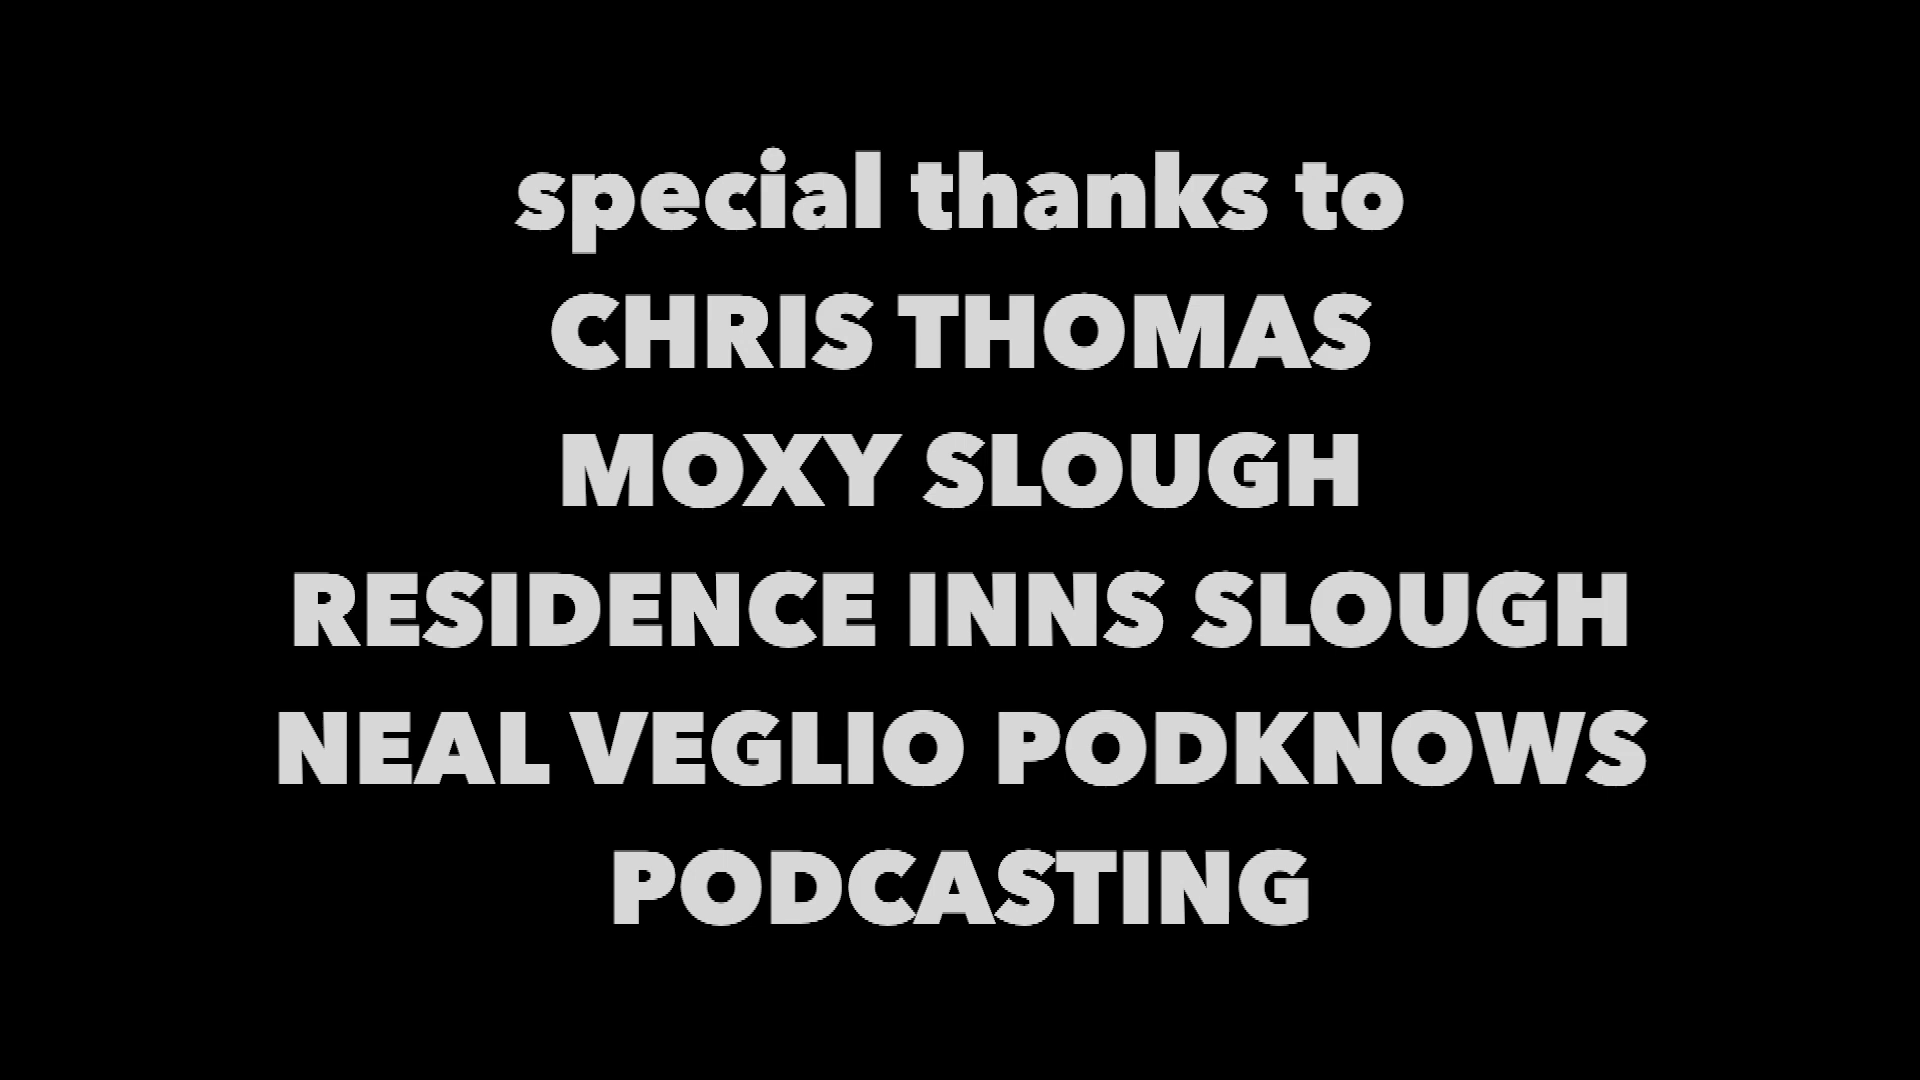 special thanks to
CHRIS THOMAS
MOXY SLOUGH
RESIDENCE INNS SLOUGH
NEAL VEGLIO PODKNOWS
PODCASTING